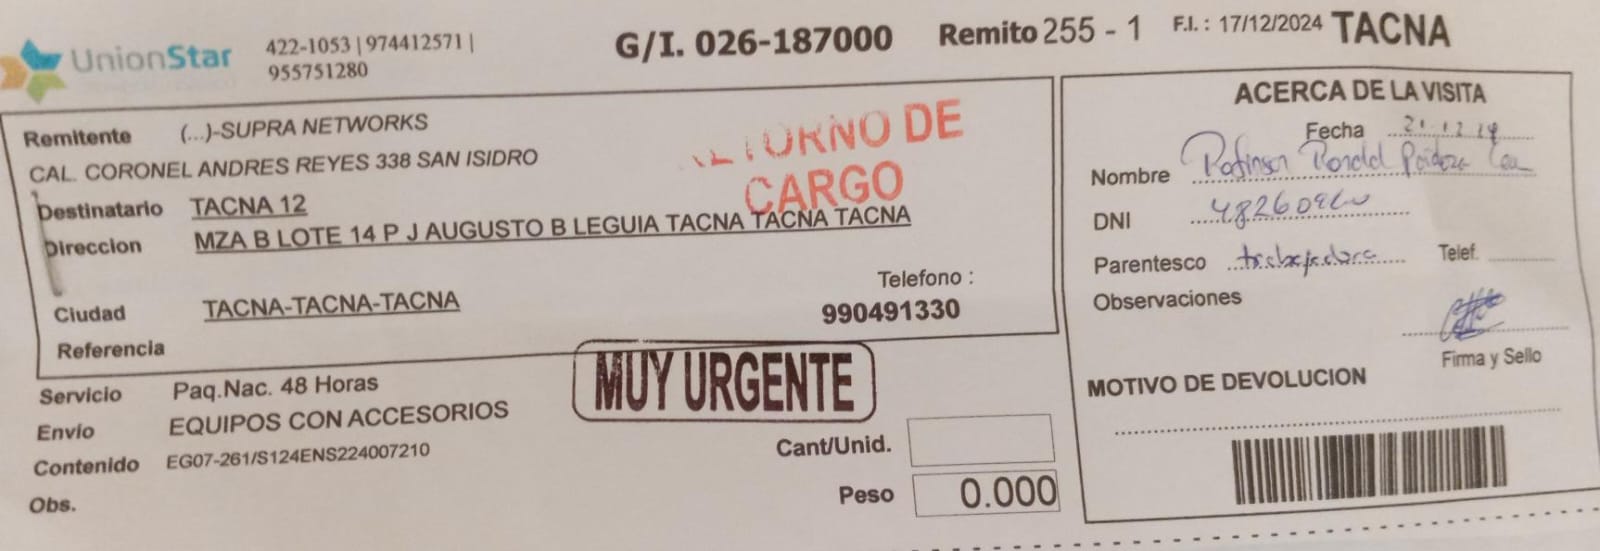 UnionStar
422-1053 | 974412571 |
955751280
G/I. 026-187000
Remito 255 - 1
F.I. : 17/12/2024 TACNA
Remitente (...)-SUPRA NETWORKS
CAL. CORONEL ANDRES REYES 338 SAN ISIDRO
RETORNO DE
CARGO
Destinatario TACNA 12
Direccion MZA B LOTE 14 P J AUGUSTO B LEGUIA TACNA TACNA TACNA
Telefono :
Ciudad TACNA-TACNA-TACNA
990491330
Referencia
Servicio Paq.Nac. 48 Horas
MUY URGENTE
Envio EQUIPOS CON ACCESORIOS
Contenido EG07-261/S124ENS224007210
Cant/Unid.
Obs.
Peso 0.000
ACERCA DE LA VISITA
Fecha
Nombre
DNI
Parentesco trabajadora Telef.
Observaciones
Firma y Sello
MOTIVO DE DEVOLUCION